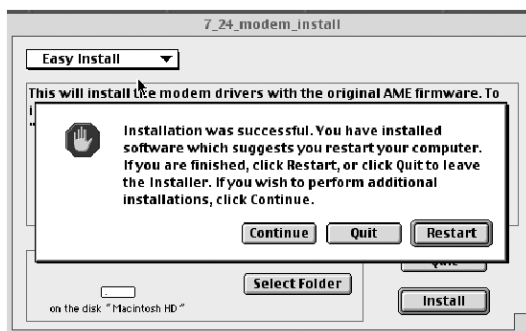 7_24_modem_install
Easy Install
This will install the modem drivers with the original AME firmware. To
Installation was successful. You have installed
software which suggests you restart your computer.
If you are finished, click Restart, or click Quit to leave
the Installer. If you wish to perform additional
installations, click Continue.
Continue Quit Restart
Select Folder
on the disk "Macintosh HD"
Install